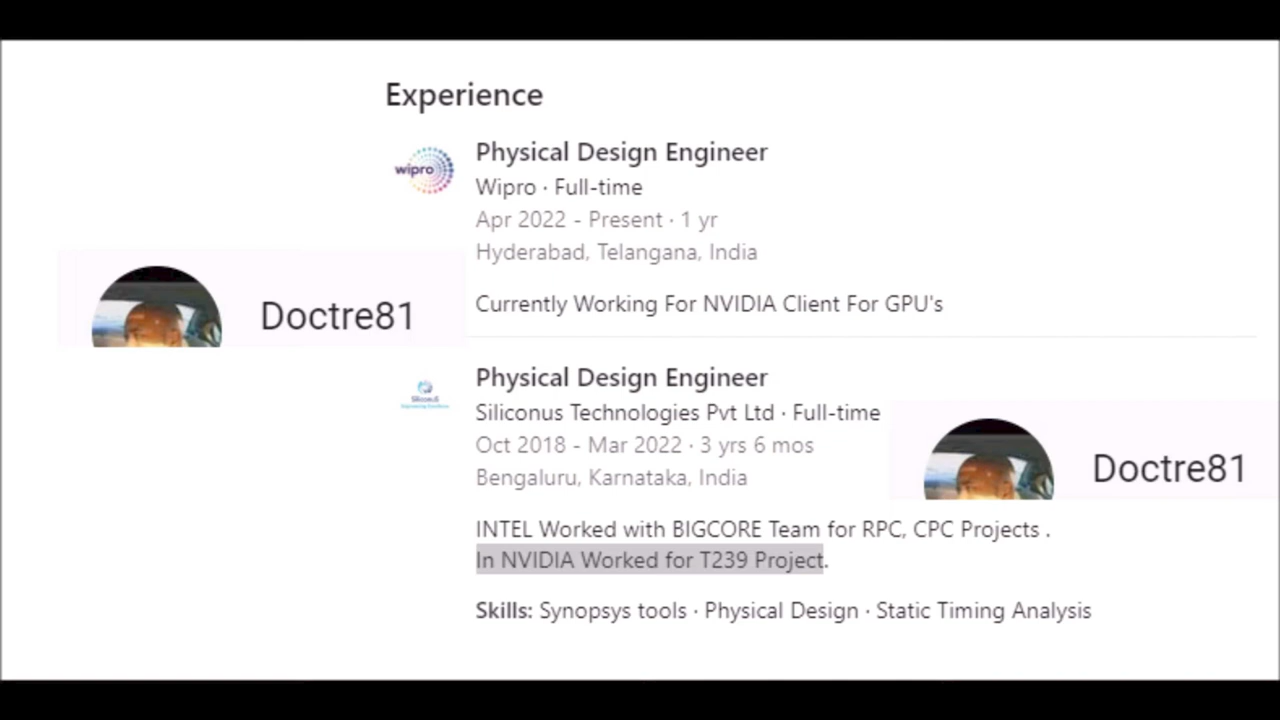 Experience
wipro
Physical Design Engineer
Wipro · Full-time
Apr 2022 - Present · 1 yr
Hyderabad, Telangana, India
Currently Working For NVIDIA Client For GPU's
Doctre81
Physical Design Engineer
Siliconus Technologies Pvt Ltd · Full-time
Oct 2018 - Mar 2022 · 3 yrs 6 mos
Bengaluru, Karnataka, India
Doctre81
INTEL Worked with BIGCORE Team for RPC, CPC Projects .
In NVIDIA Worked for T239 Project.
Skills: Synopsys tools · Physical Design · Static Timing Analysis